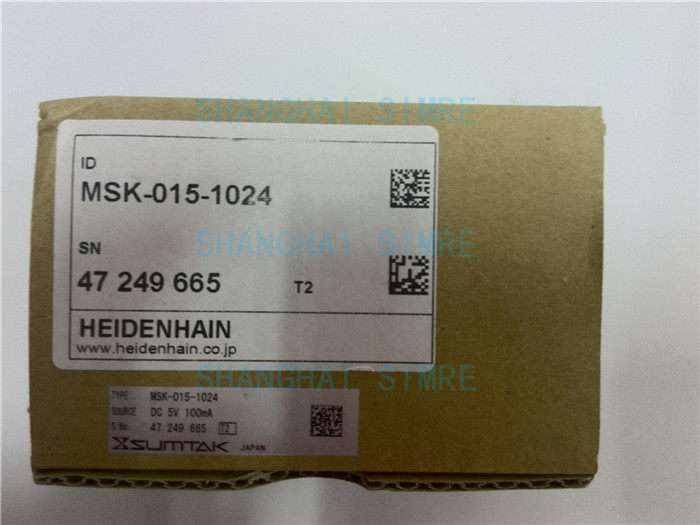 SHANGHAI SIMRE
ID
MSK-015-1024
SN
SHANGHAI SIMRE
47 249 665 T2
HEIDENHAIN
www.heidenhain.co.jp
SHANGHAI SIMRE
TYPE MSK-015-1024
SOURCE DC 5V 100mA
S.No. 47 249 665 T2
SUMTAK JAPAN